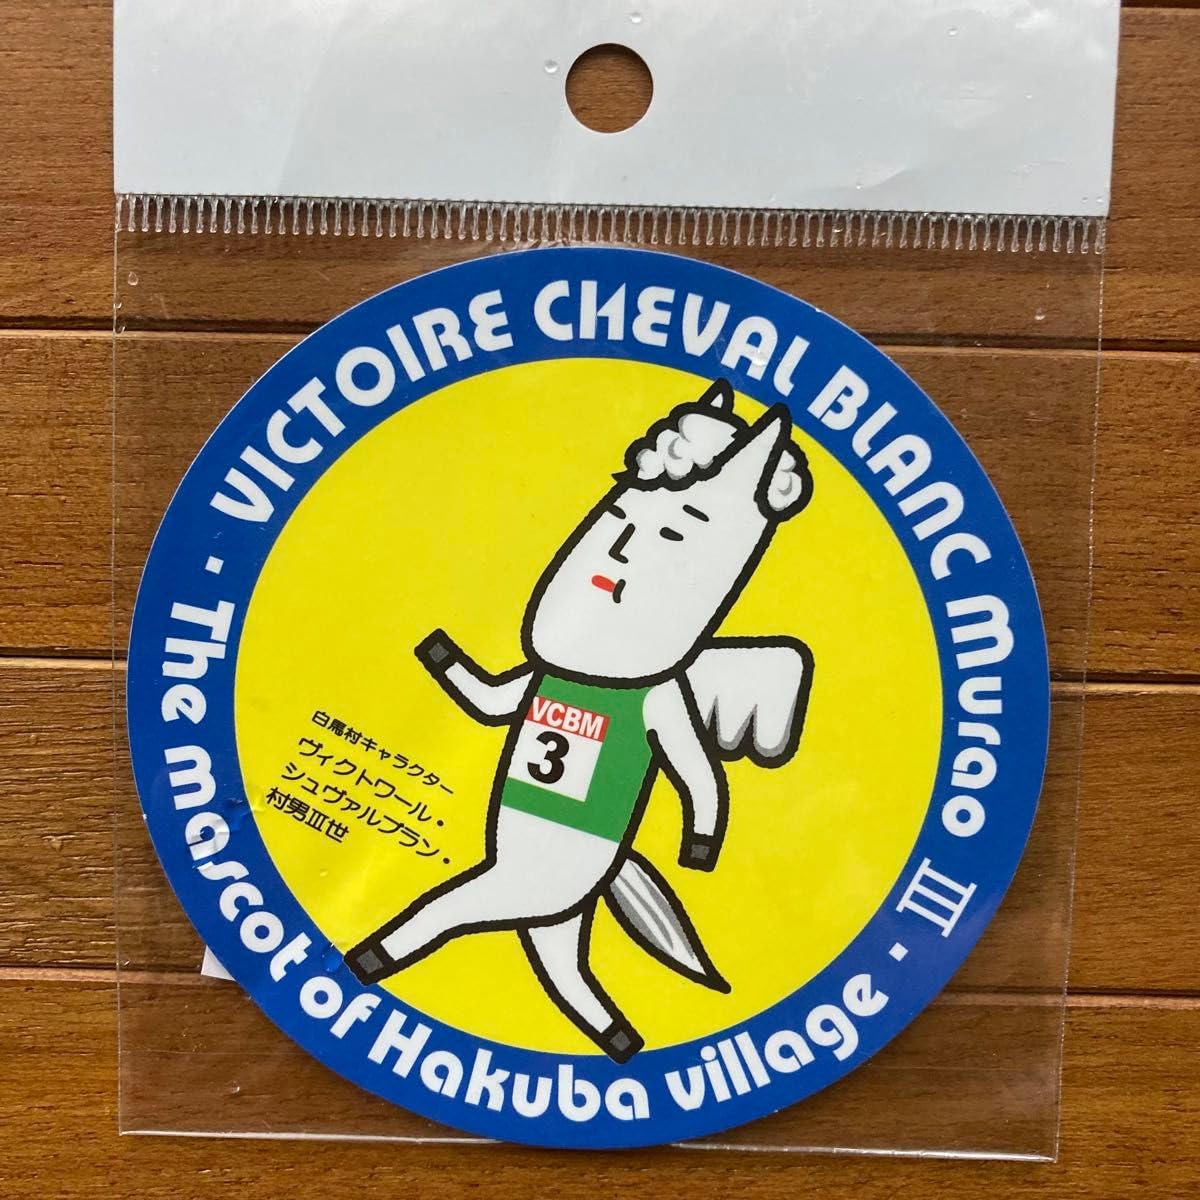 VICTOIRE CHEVAL BLANC Murao III
・The mascot of Hakuba village・
VCBM
3
白馬村キャラクター
ヴィクトワール・
シュヴァルブラン・
村男Ⅲ世